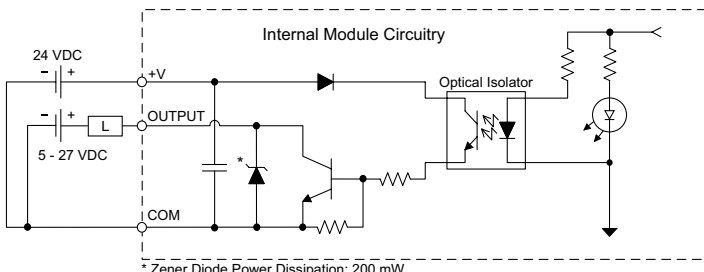 Internal Module Circuitry
24 VDC
− +
+V
Optical Isolator
− +
OUTPUT
L
5 - 27 VDC
*
COM
* Zener Diode Power Dissipation: 200 mW